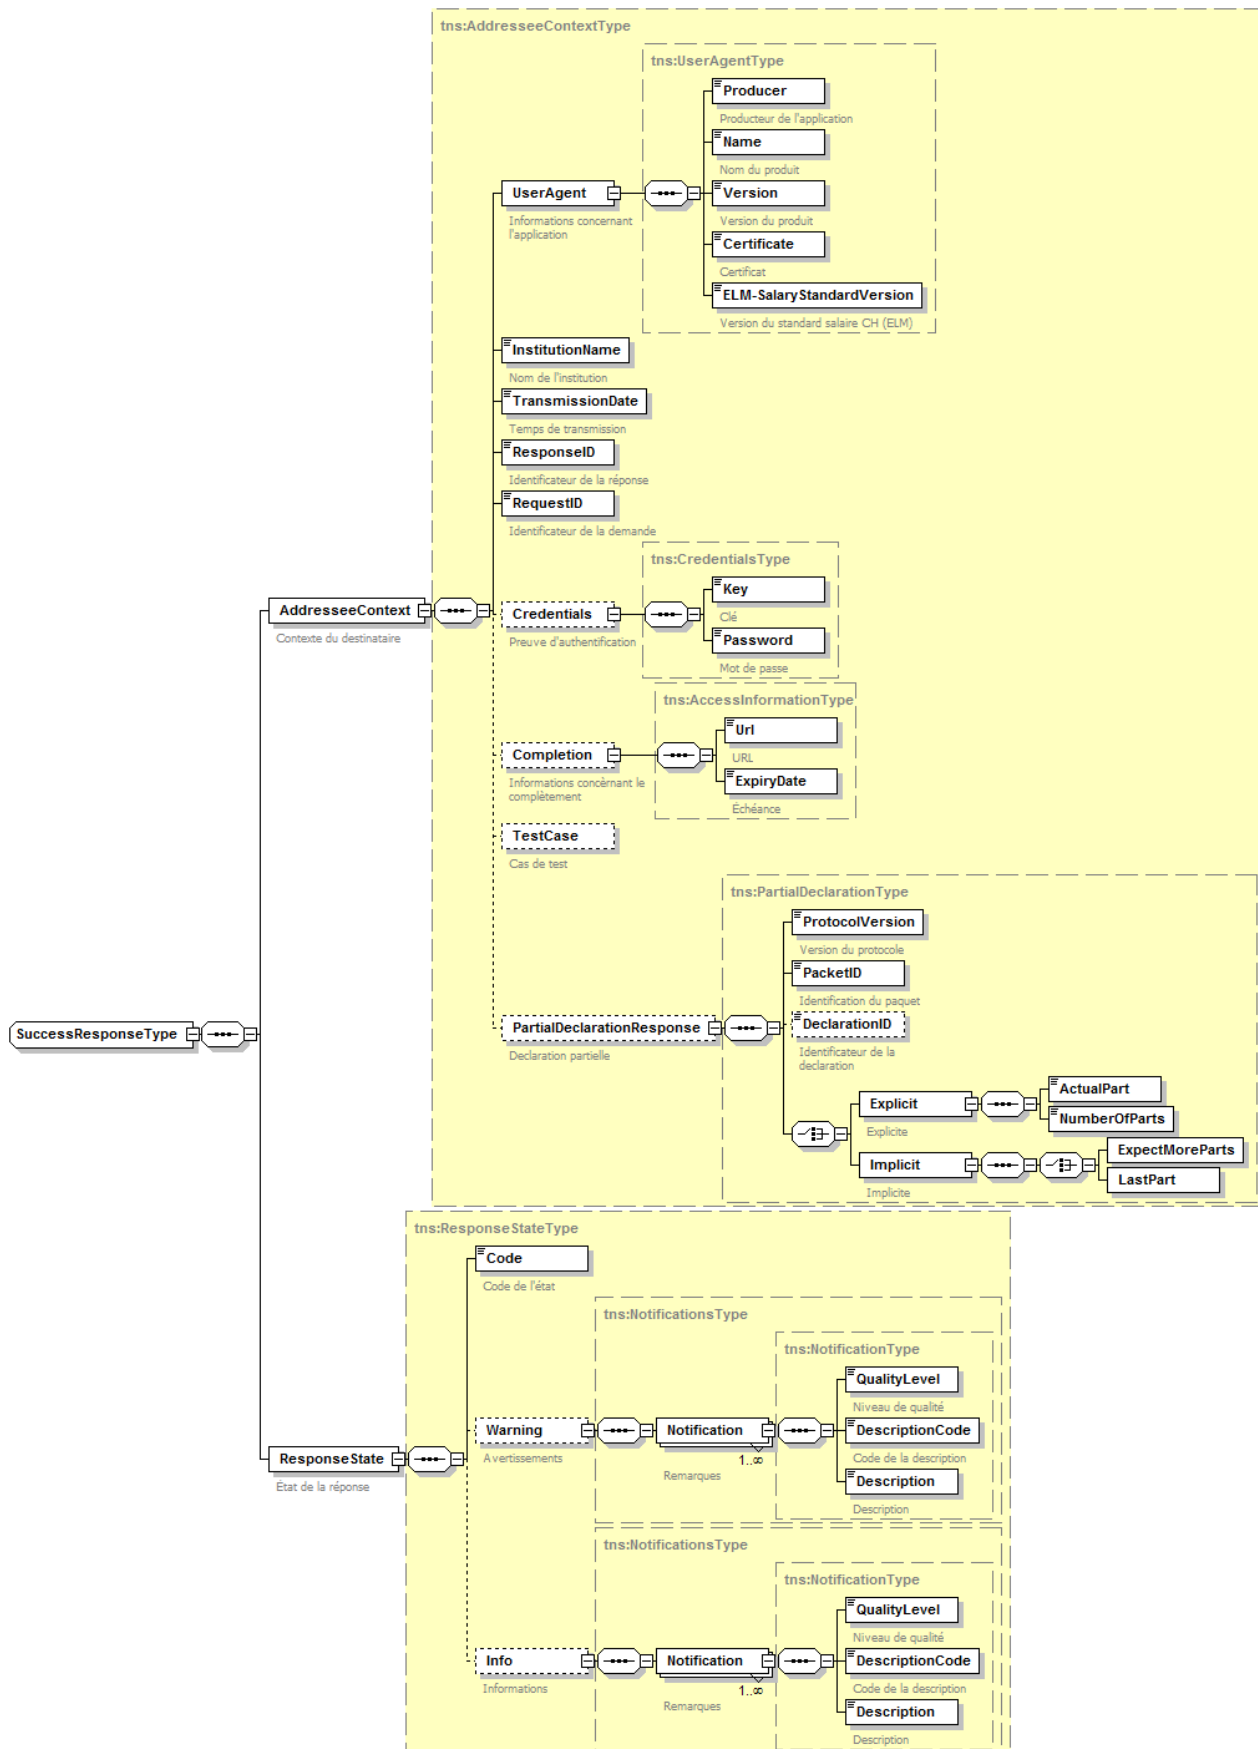 tns:AddresseeContextType
tns:UserAgentType
Producer
Producteur de l'application
Name
Nom du produit
UserAgent
Informations concernant
l'application
Version
Version du produit
Certificate
Certificat
ELM-SalaryStandardVersion
Version du standard salaire CH (ELM)
InstitutionName
Nom de l'institution
TransmissionDate
Temps de transmission
ResponseID
Identificateur de la réponse
RequestID
Identificateur de la demande
AddresseeContext
Contexte du destinataire
tns:CredentialsType
Credentials
Preuve d'authentification
Key
Clé
Password
Mot de passe
tns:AccessInformationType
Completion
Informations concèrnant le
complètement
Url
URL
ExpiryDate
Échéance
TestCase
Cas de test
tns:PartialDeclarationType
ProtocolVersion
Version du protocole
PacketID
Identification du paquet
SuccessResponseType
PartialDeclarationResponse
Declaration partielle
DeclarationID
Identificateur de la
declaration
Explicit
Explicite
ActualPart
NumberOfParts
Implicit
Implicite
ExpectMoreParts
LastPart
tns:ResponseStateType
Code
Code de l'état
tns:NotificationsType
tns:NotificationType
QualityLevel
Niveau de qualité
Warning
Avertissements
Notification
1..∞
Remarques
DescriptionCode
Code de la description
Description
Description
ResponseState
État de la réponse
tns:NotificationsType
tns:NotificationType
QualityLevel
Niveau de qualité
Info
Informations
Notification
1..∞
Remarques
DescriptionCode
Code de la description
Description
Description